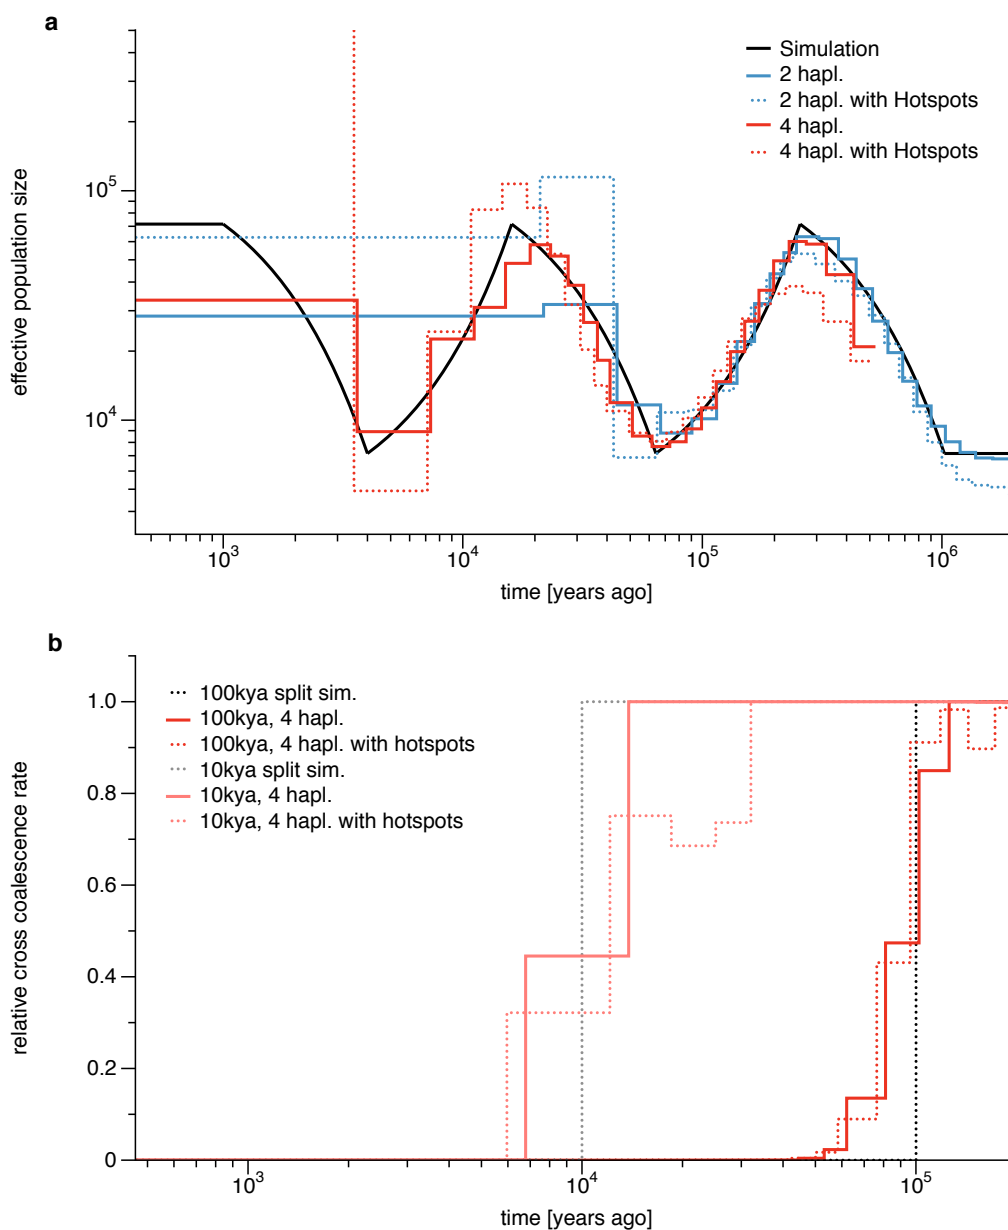 a
Simulation
2 hapl.
2 hapl. with Hotspots
4 hapl.
4 hapl. with Hotspots
effective population size
10^5
10^4
10^3 10^4 10^5 10^6
time [years ago]
b
100kya split sim.
100kya, 4 hapl.
100kya, 4 hapl. with hotspots
10kya split sim.
10kya, 4 hapl.
10kya, 4 hapl. with hotspots
relative cross coalescence rate
1.0
0.8
0.6
0.4
0.2
0
10^3 10^4 10^5
time [years ago]